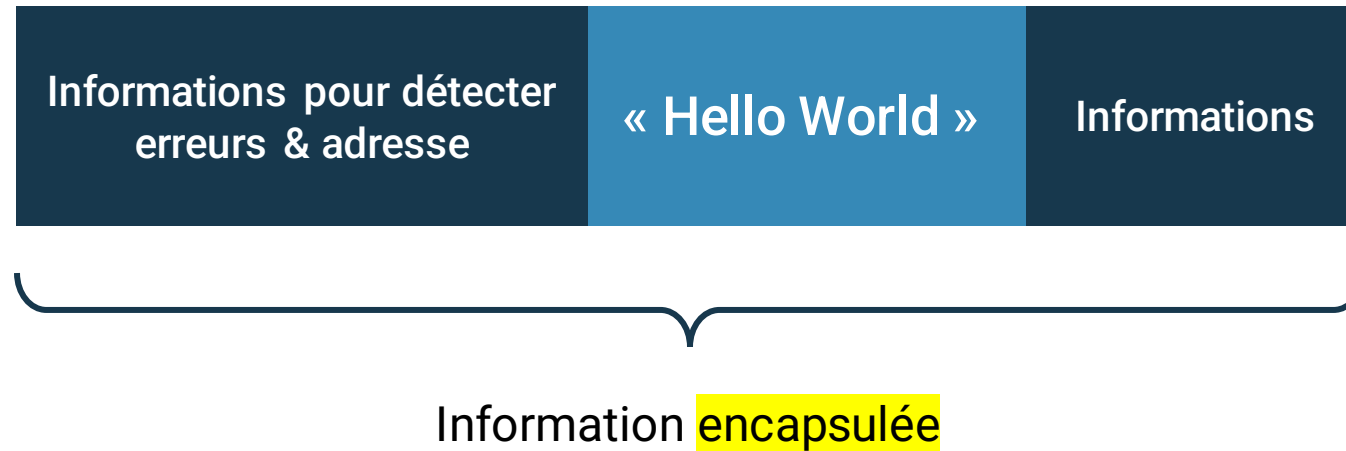 Informations pour détecter
erreurs & adresse
« Hello World »
Informations
Information encapsulée